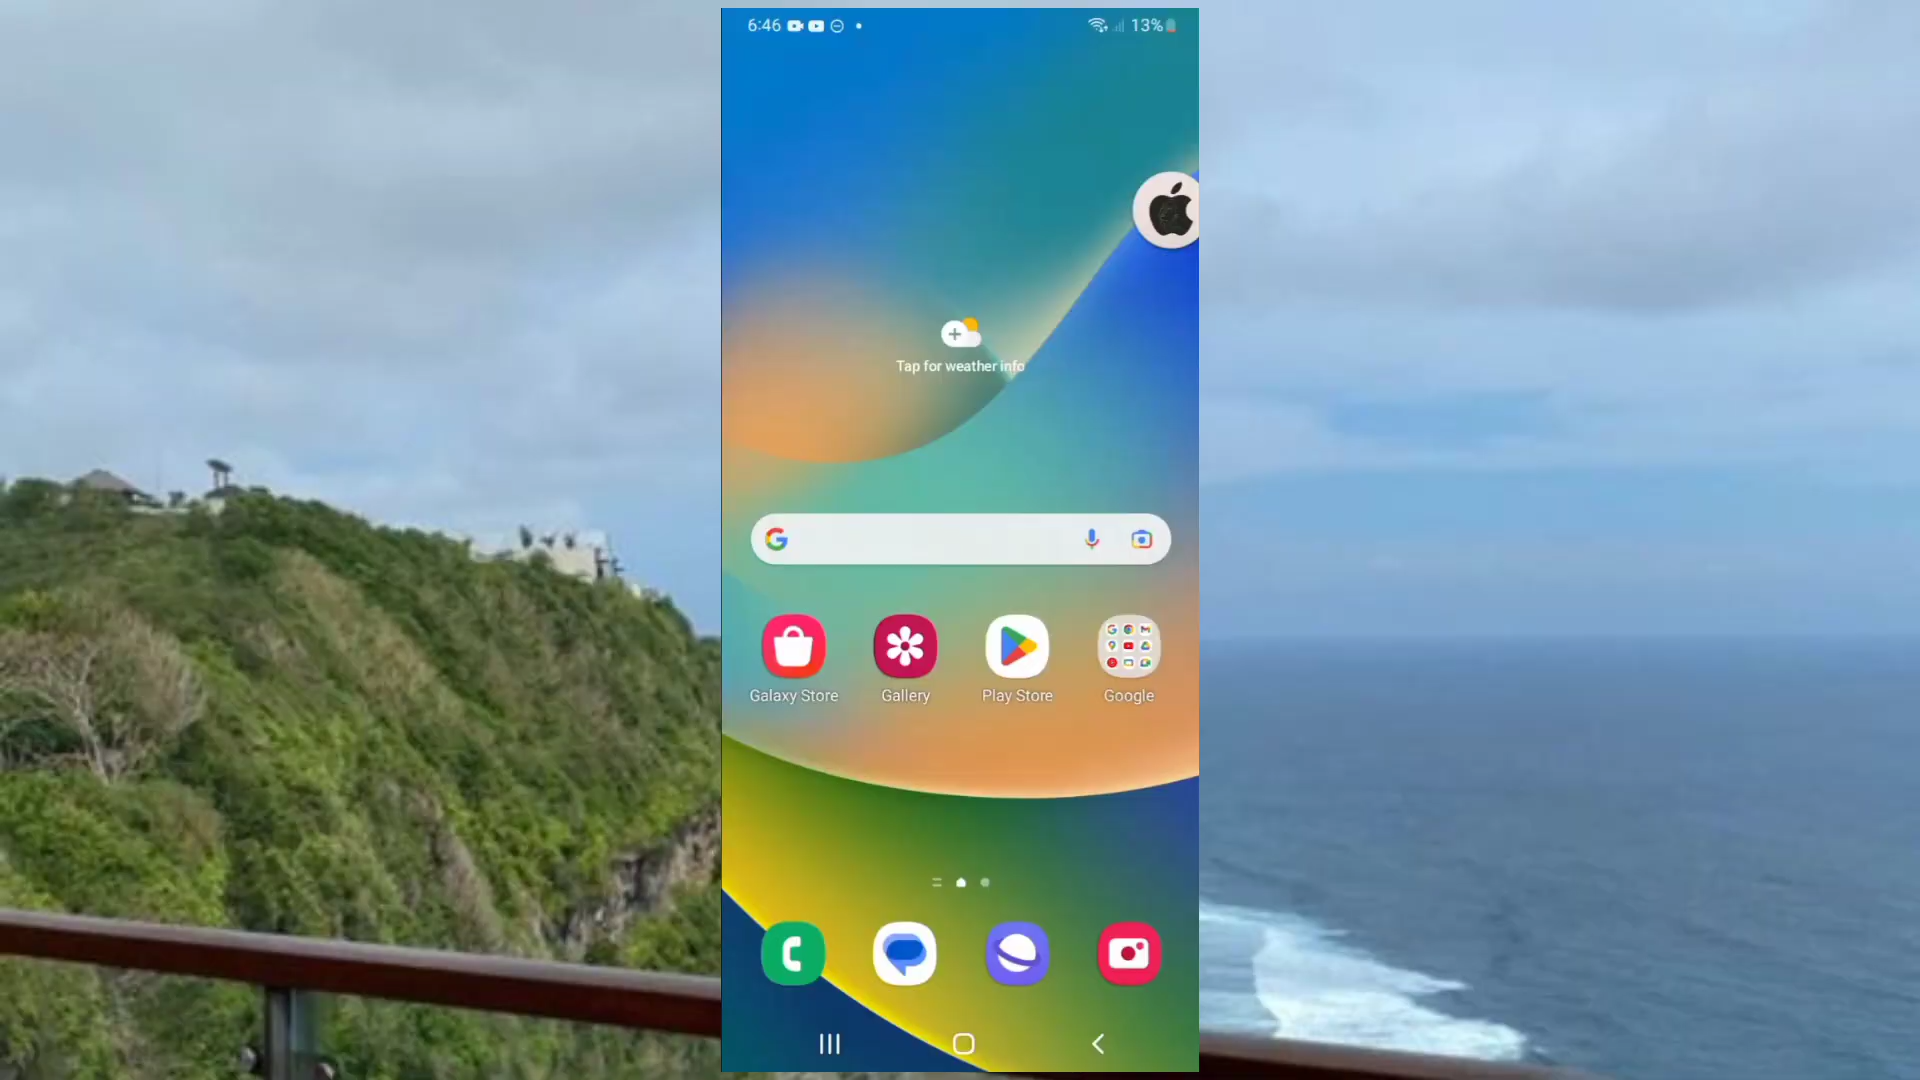 6:46
13%
Tap for weather info
Galaxy Store
Gallery
Play Store
Google